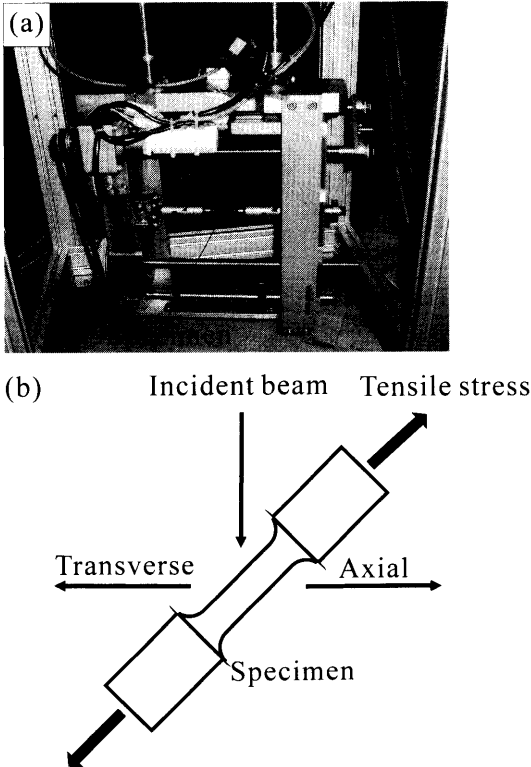 (a)
(b)
Incident beam
Tensile stress
Transverse
Axial
Specimen